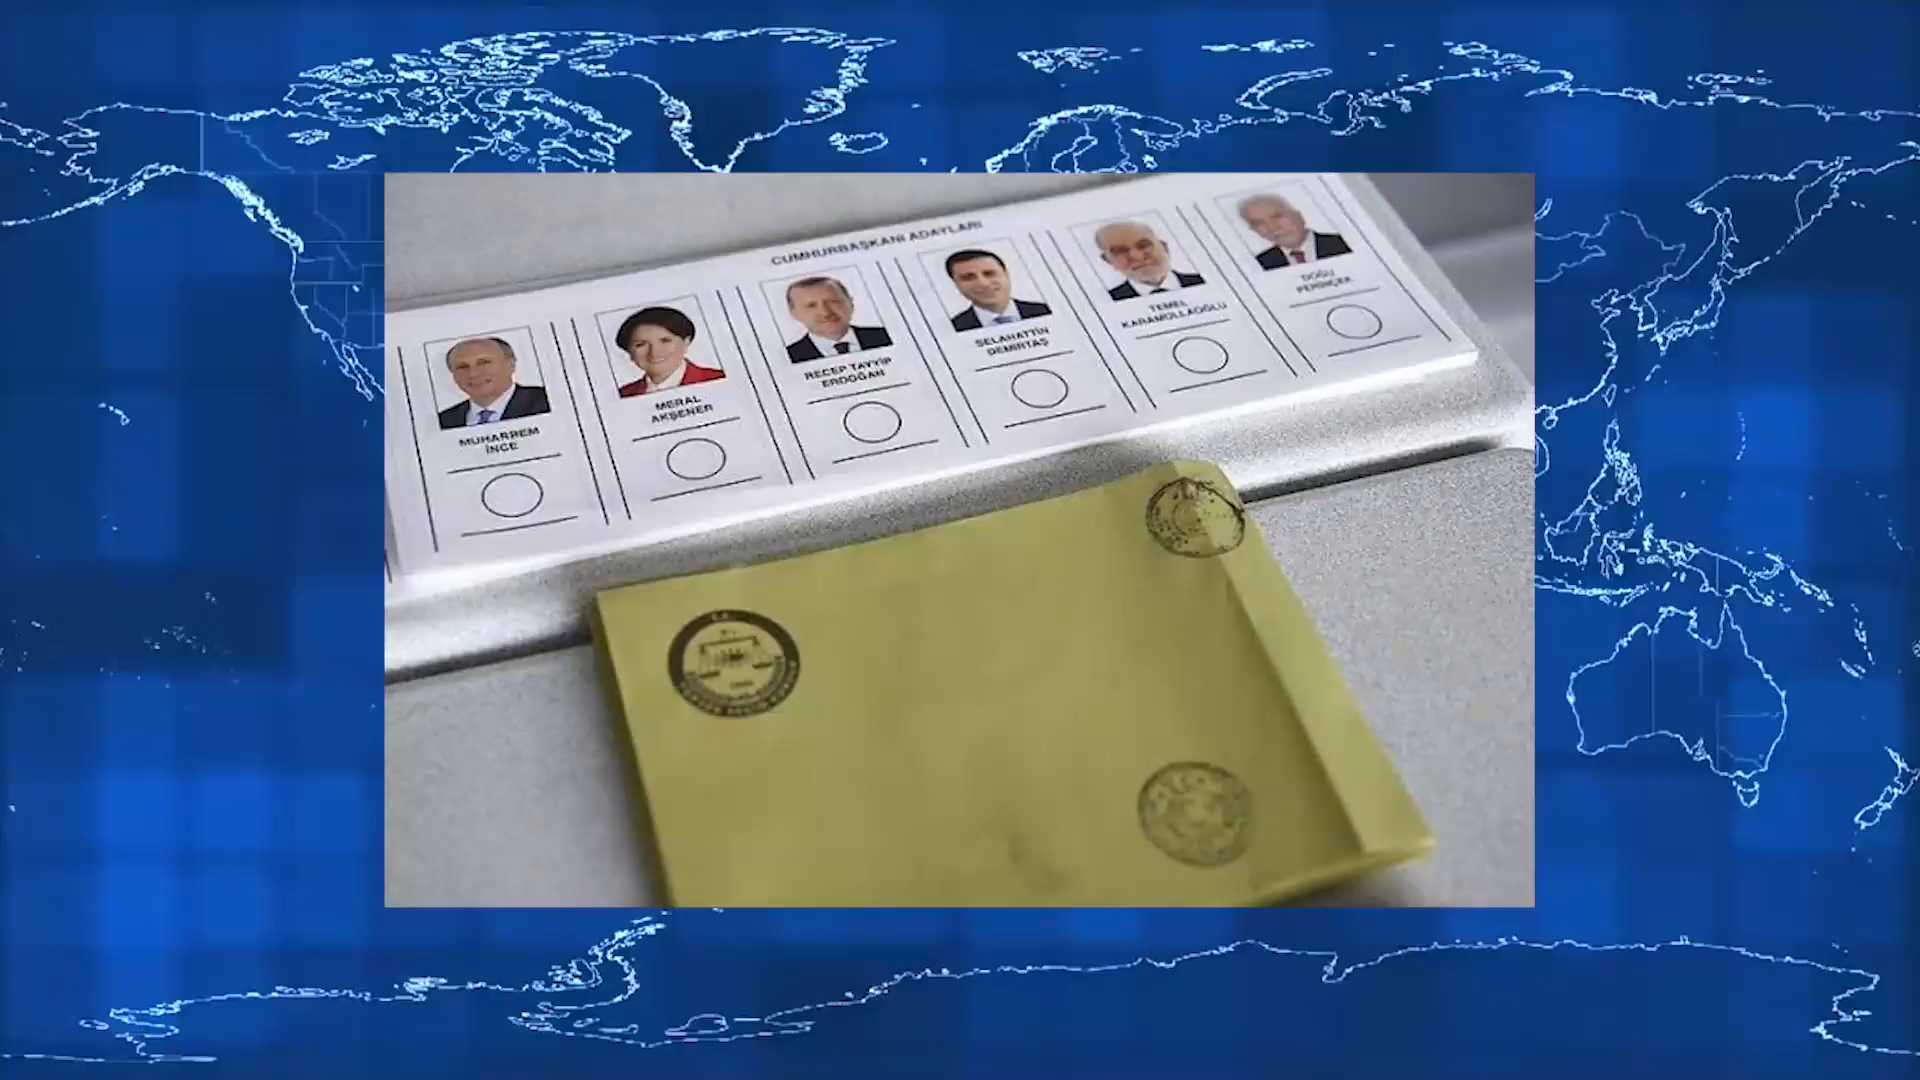 CUMHURBAŞKANI ADAYLARI
MUHARREM
İNCE
MERAL
AKŞENER
RECEP TAYYİP
ERDOĞAN
SELAHATTİN
DEMİRTAŞ
TEMEL
KARAMOLLAOĞLU
DOĞU
PERİNÇEK